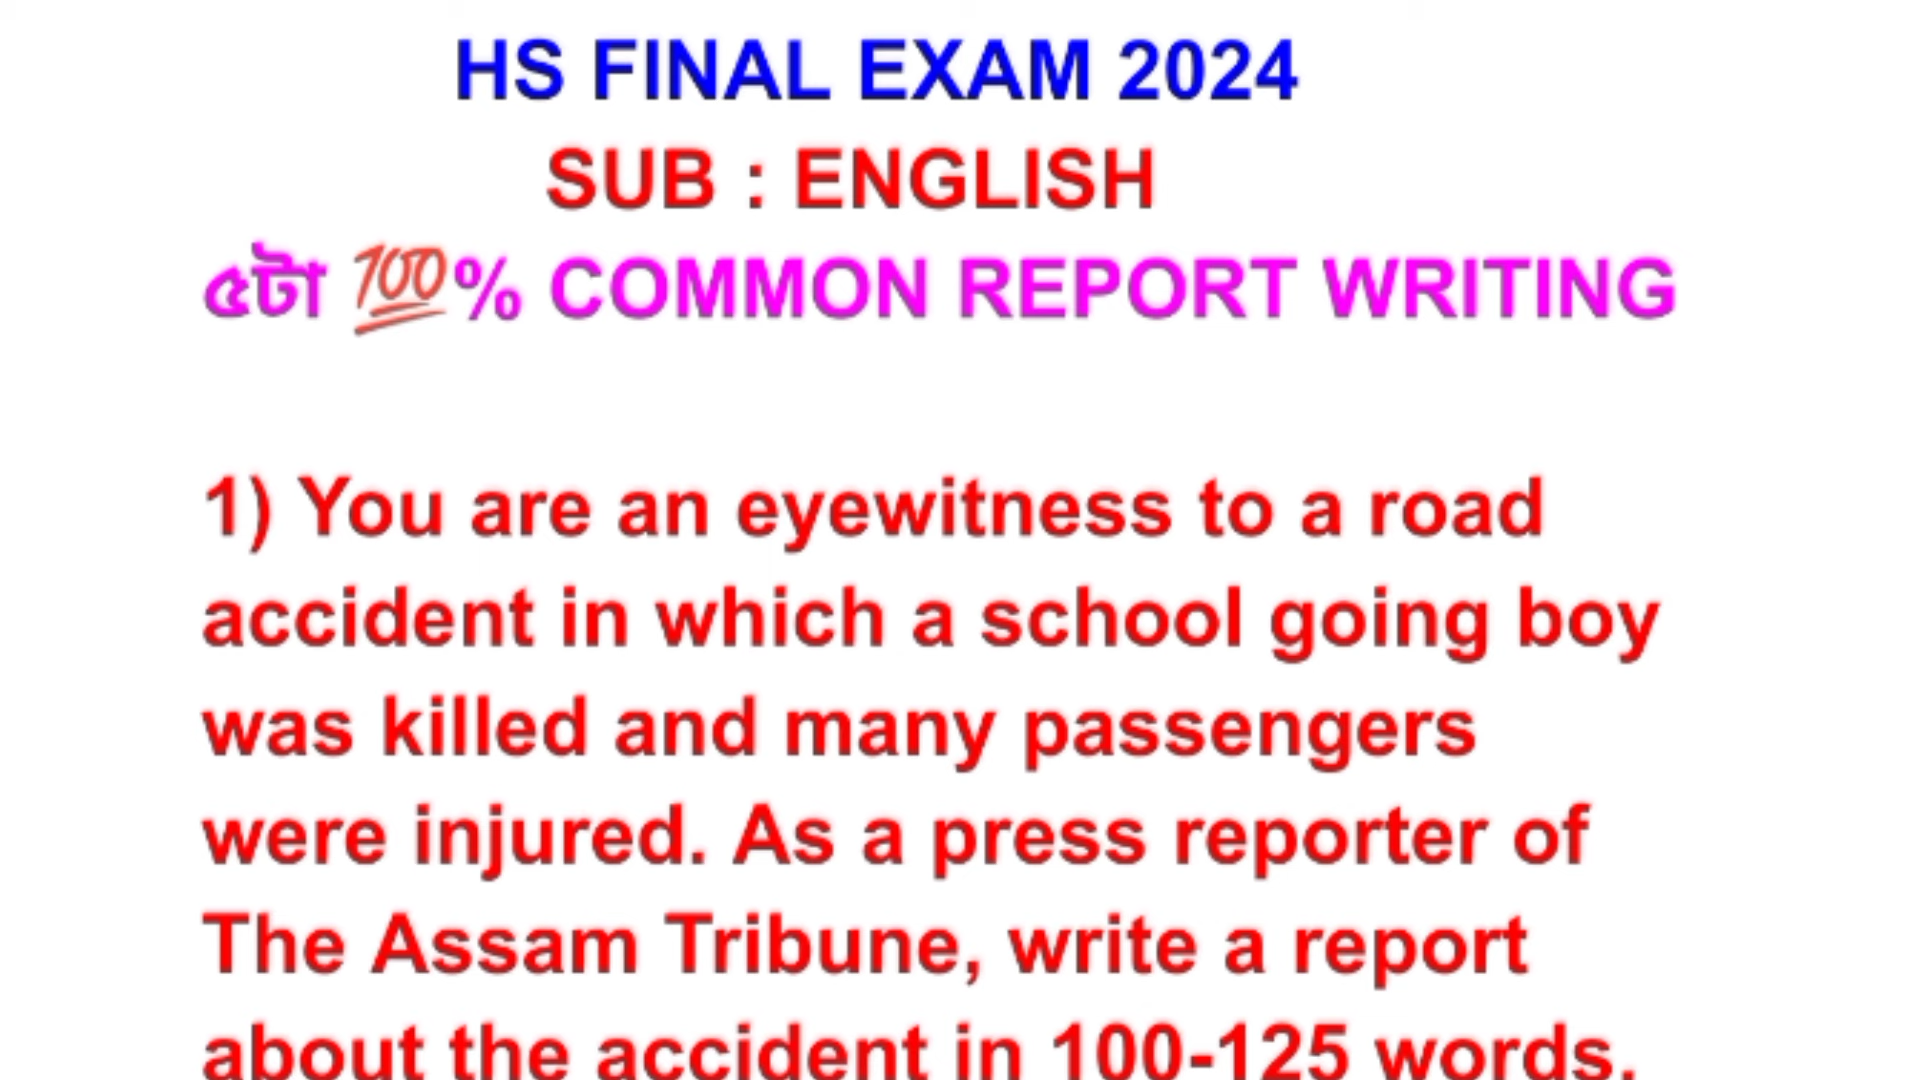 HS FINAL EXAM 2024
SUB : ENGLISH
৫টা 💯% COMMON REPORT WRITING
1) You are an eyewitness to a road
accident in which a school going boy
was killed and many passengers
were injured. As a press reporter of
The Assam Tribune, write a report
about the accident in 100-125 words.